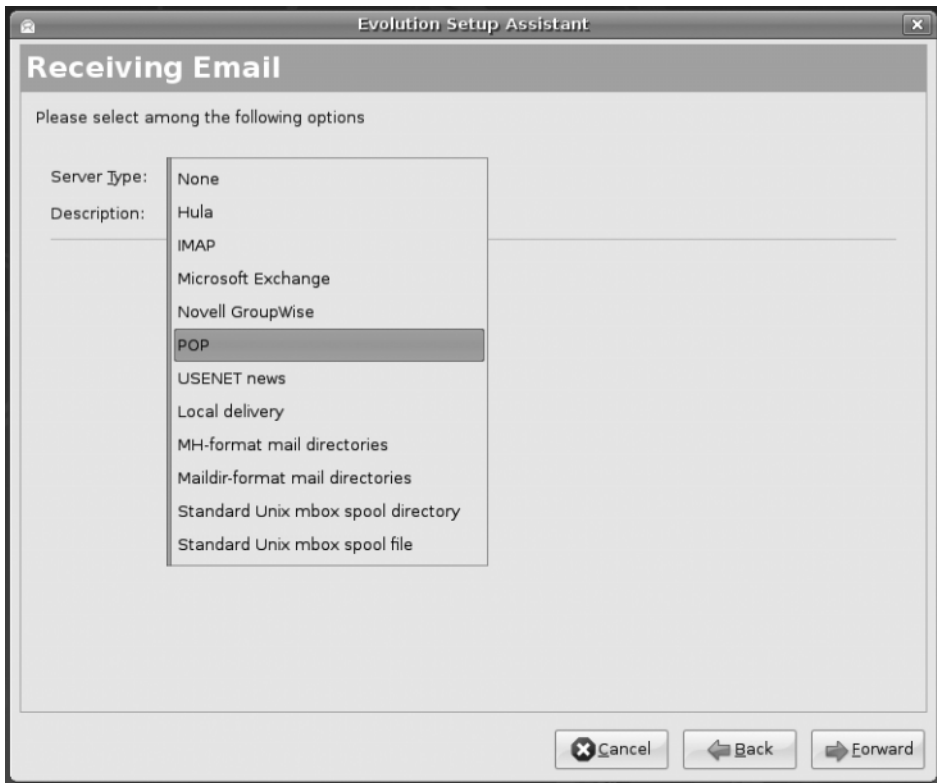 Evolution Setup Assistant
Receiving Email
Please select among the following options
Server Type:
None
Description:
Hula
IMAP
Microsoft Exchange
Novell GroupWise
POP
USENET news
Local delivery
MH-format mail directories
Maildir-format mail directories
Standard Unix mbox spool directory
Standard Unix mbox spool file
Cancel
Back
Forward